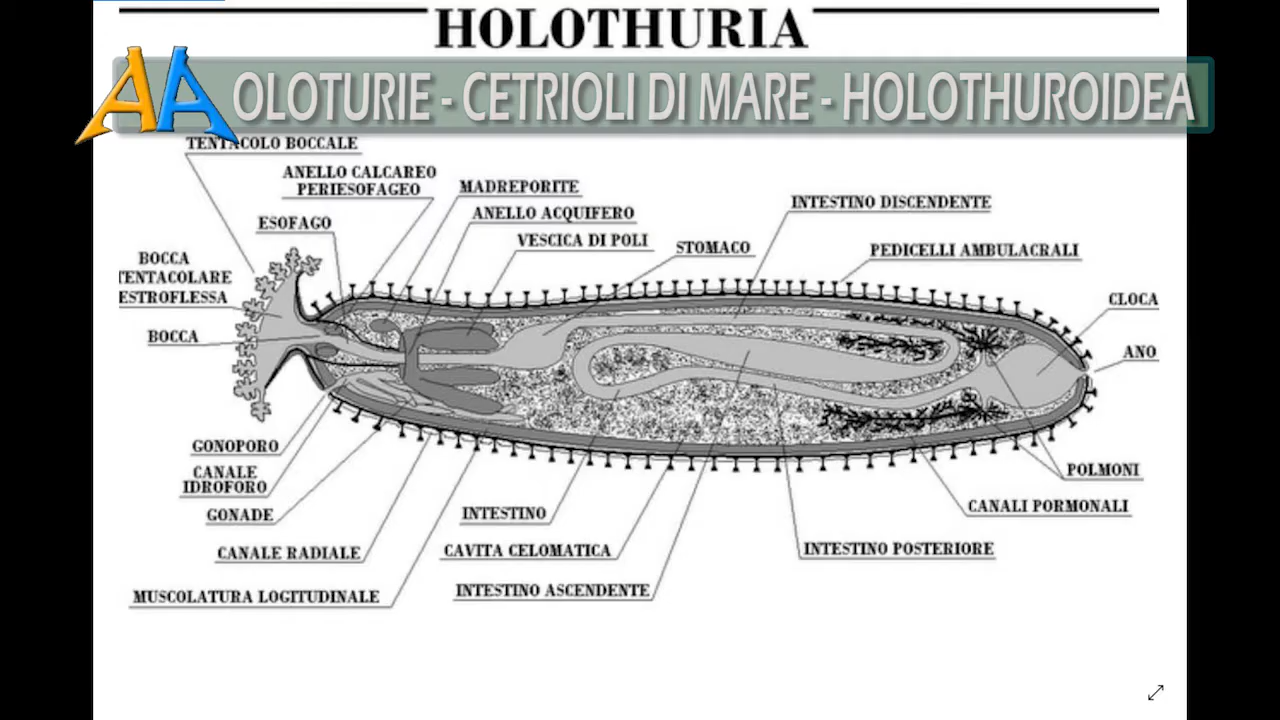 HOLOTHURIA
AA
OLOTURIE - CETRIOLI DI MARE - HOLOTHUROIDEA
TENTACOLO BOCCALE
ANELLO CALCAREO
PERIESOFAGEO
MADREPORITE
INTESTINO DISCENDENTE
ANELLO ACQUIFERO
ESOFAGO
VESCICA DI POLI
STOMACO
PEDICELLI AMBULACRALI
BOCCA
TENTACOLARE
ESTROFLESSA
CLOCA
BOCCA
ANO
GONOPORO
CANALE
IDROFORO
POLMONI
GONADE
INTESTINO
CANALI PORMONALI
CANALE RADIALE
CAVITA CELOMATICA
INTESTINO POSTERIORE
MUSCOLATURA LOGITUDINALE
INTESTINO ASCENDENTE